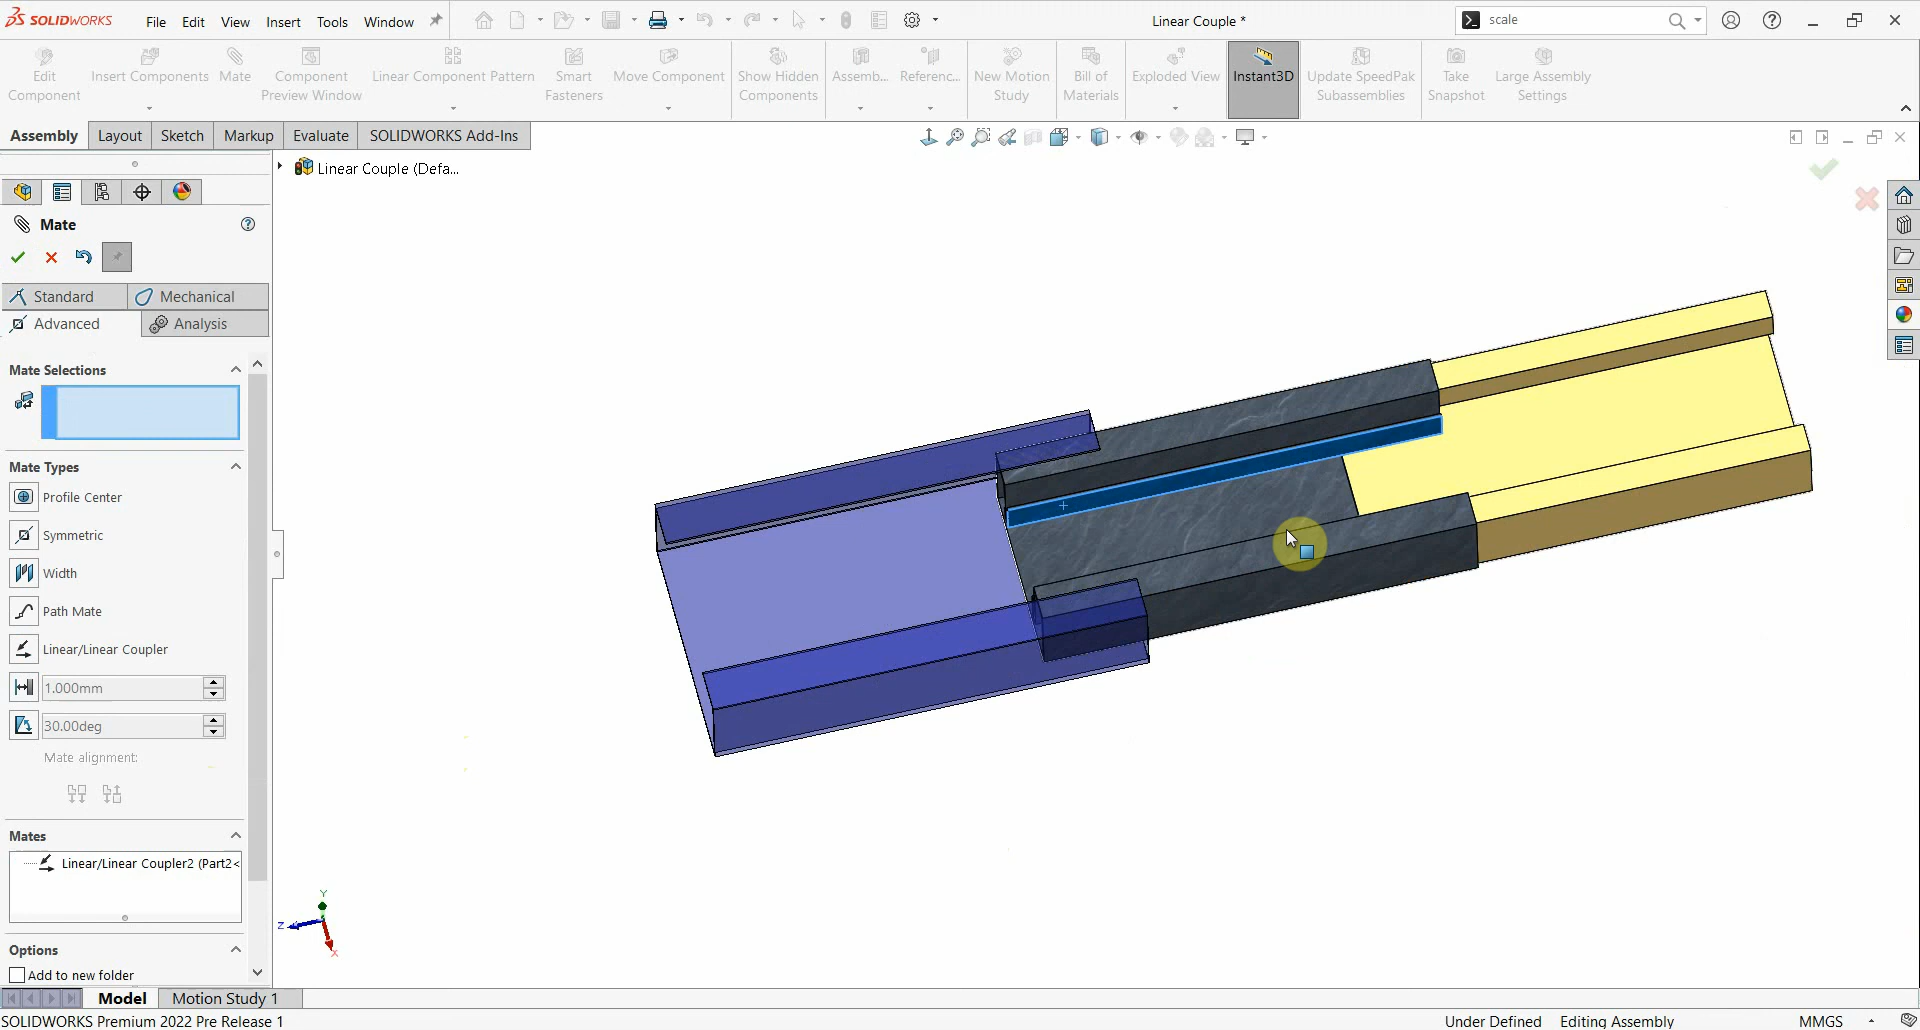 SOLIDWORKS File Edit View Insert Tools Window Linear Couple * scale
Edit Component
Insert Components
Mate
Component Preview Window
Linear Component Pattern
Smart Fasteners
Move Component
Show Hidden Components
Assemb...
Referenc...
New Motion Study
Bill of Materials
Exploded View
Instant3D
Update SpeedPak Subassemblies
Take Snapshot
Large Assembly Settings
Assembly Layout Sketch Markup Evaluate SOLIDWORKS Add-Ins
Linear Couple (Defa...
Mate
Standard Mechanical
Advanced Analysis
Mate Selections
Mate Types
Profile Center
Symmetric
Width
Path Mate
Linear/Linear Coupler
1.000mm
30.00deg
Mate alignment:
Mates
Linear/Linear Coupler2 (Part2<
Options
Add to new folder
Y
Z
X
Model Motion Study 1
SOLIDWORKS Premium 2022 Pre Release 1 Under Defined Editing Assembly MMGS